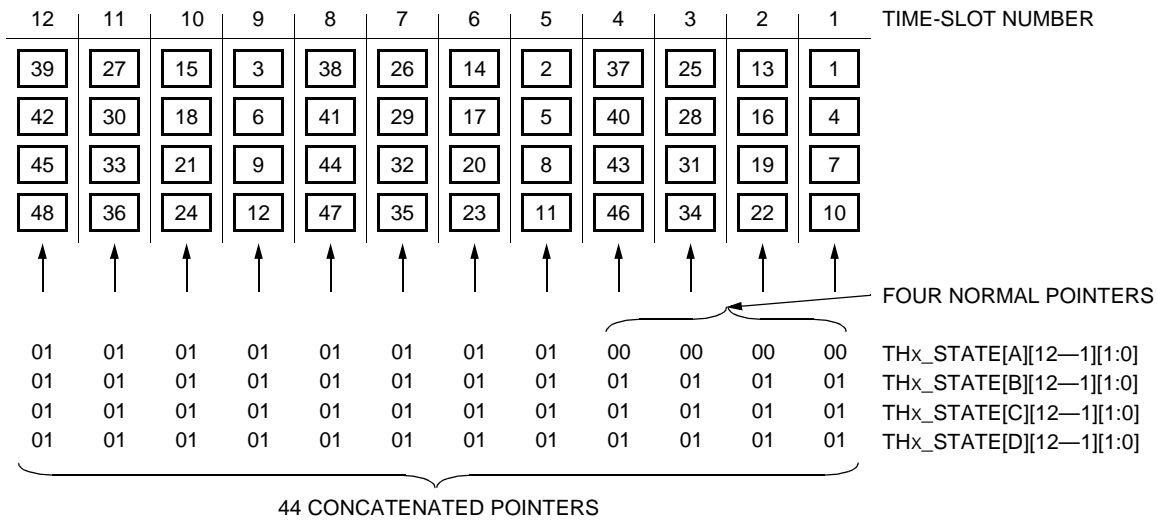 12 11 10 9 8 7 6 5 4 3 2 1 TIME-SLOT NUMBER
39 27 15 3 38 26 14 2 37 25 13 1
42 30 18 6 41 29 17 5 40 28 16 4
45 33 21 9 44 32 20 8 43 31 19 7
48 36 24 12 47 35 23 11 46 34 22 10
FOUR NORMAL POINTERS
01 01 01 01 01 01 01 01 00 00 00 00 THX_STATE[A][12—1][1:0]
01 01 01 01 01 01 01 01 01 01 01 01 THX_STATE[B][12—1][1:0]
01 01 01 01 01 01 01 01 01 01 01 01 THX_STATE[C][12—1][1:0]
01 01 01 01 01 01 01 01 01 01 01 01 THX_STATE[D][12—1][1:0]
44 CONCATENATED POINTERS